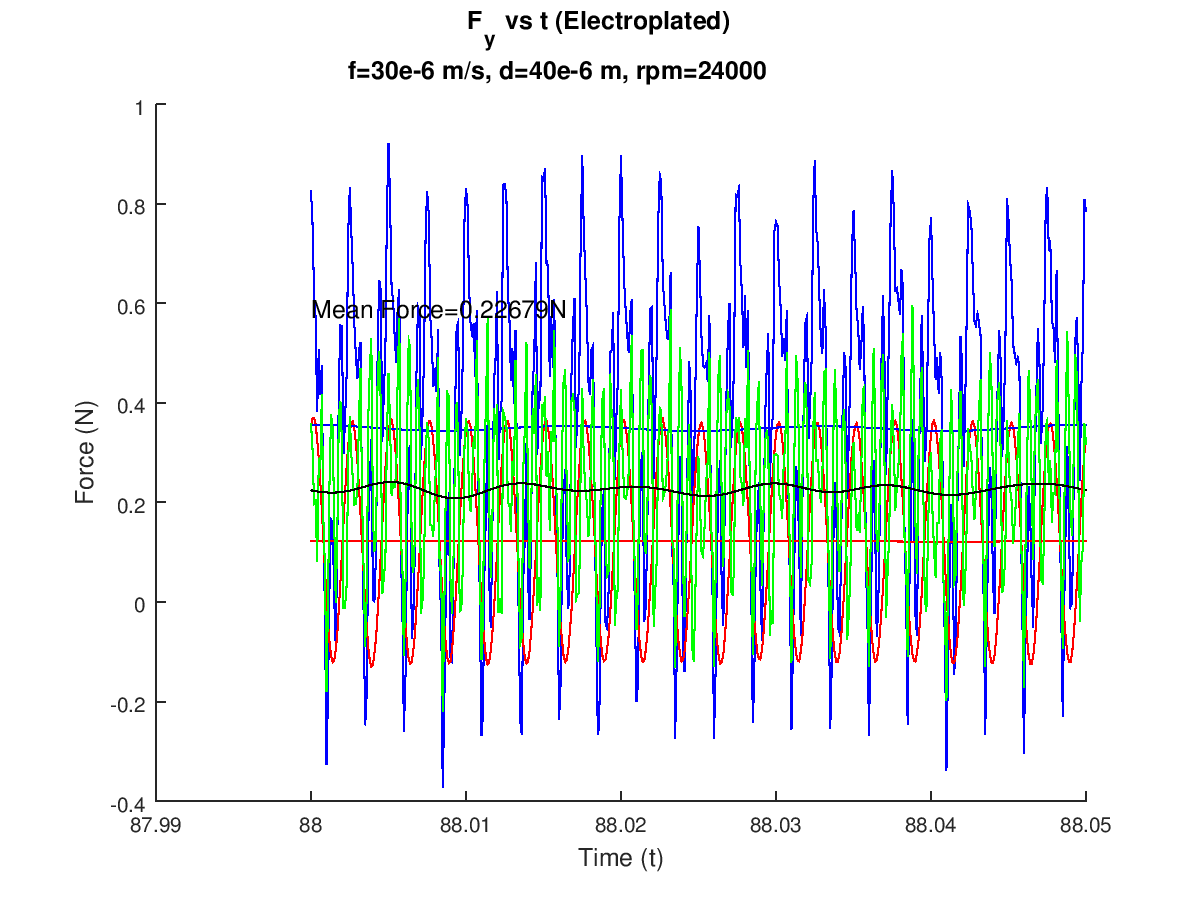 F_y vs t (Electroplated)
f=30e-6 m/s, d=40e-6 m, rpm=24000
1
0.8
0.6
0.4
0.2
0
-0.2
-0.4
Force (N)
Mean Force=0.22679N
87.99 88 88.01 88.02 88.03 88.04 88.05
Time (t)